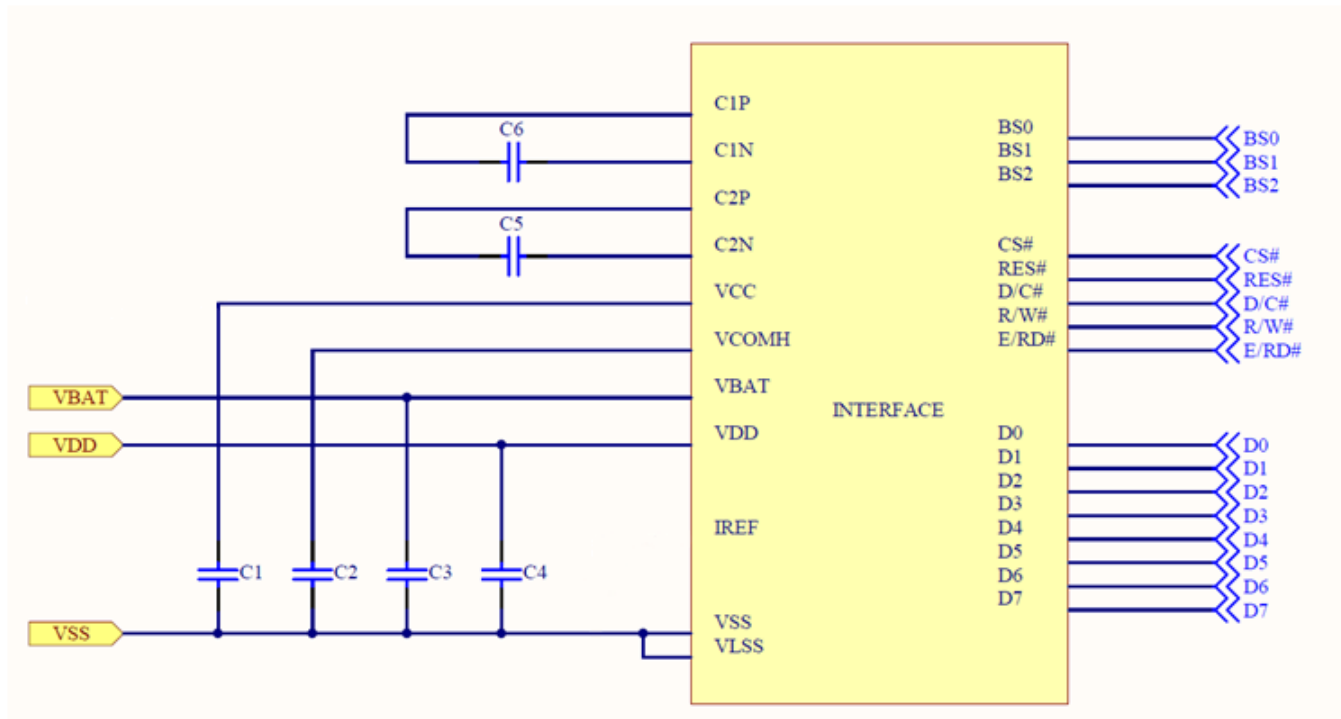 C1P
C6
BS0
BS0
C1N
BS1
BS1
BS2
BS2
C2P
C5
C2N
CS#
CS#
RES#
RES#
VCC
D/C#
D/C#
R/W#
R/W#
VCOMH
E/RD#
E/RD#
VBAT
VBAT
INTERFACE
VDD
VDD
D0
D0
D1
D1
D2
D2
D3
D3
IREF
D4
D4
D5
D5
C1
C2
C3
C4
D6
D6
D7
D7
VSS
VSS
VLSS